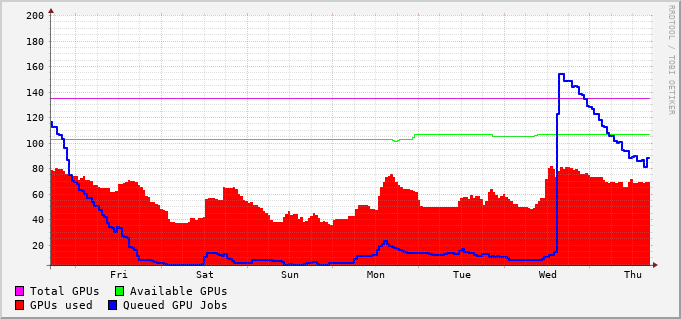 RRDTOOL / TOBI OETIKER
200
180
160
140
120
100
80
60
40
20
Fri Sat Sun Mon Tue Wed Thu
Total GPUs Available GPUs
GPUs used Queued GPU Jobs